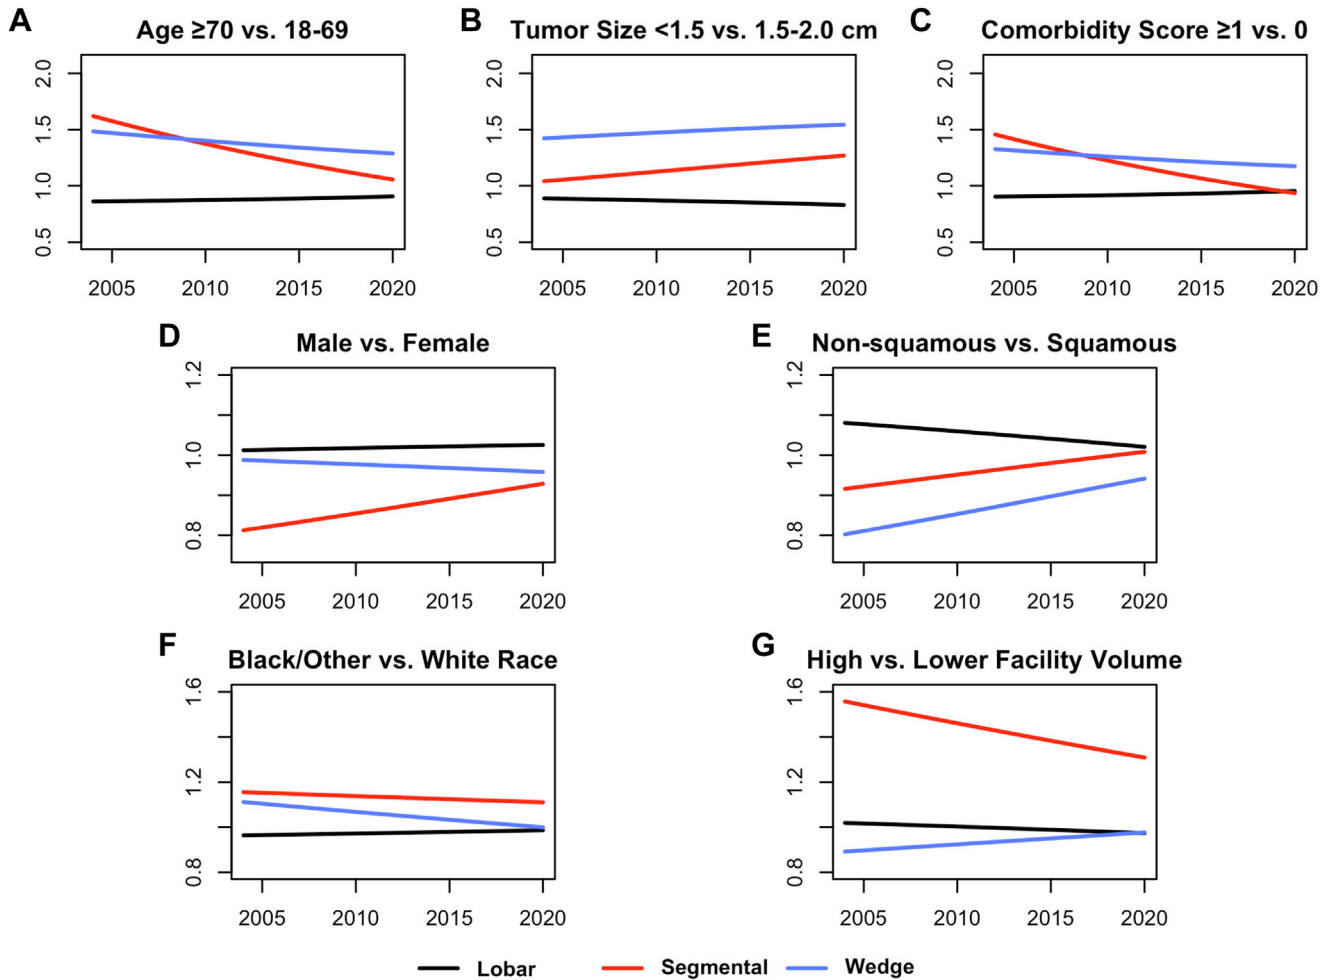 A Age ≥70 vs. 18-69
B Tumor Size <1.5 vs. 1.5-2.0 cm
C Comorbidity Score ≥1 vs. 0
2.0
1.5
1.0
0.5
2005 2010 2015 2020
2.0
1.5
1.0
0.5
2005 2010 2015 2020
2.0
1.5
1.0
0.5
2005 2010 2015 2020
D Male vs. Female
1.2
1.0
0.8
2005 2010 2015 2020
E Non-squamous vs. Squamous
1.2
1.0
0.8
2005 2010 2015 2020
F Black/Other vs. White Race
1.6
1.2
0.8
2005 2010 2015 2020
G High vs. Lower Facility Volume
1.6
1.2
0.8
2005 2010 2015 2020
Lobar Segmental Wedge